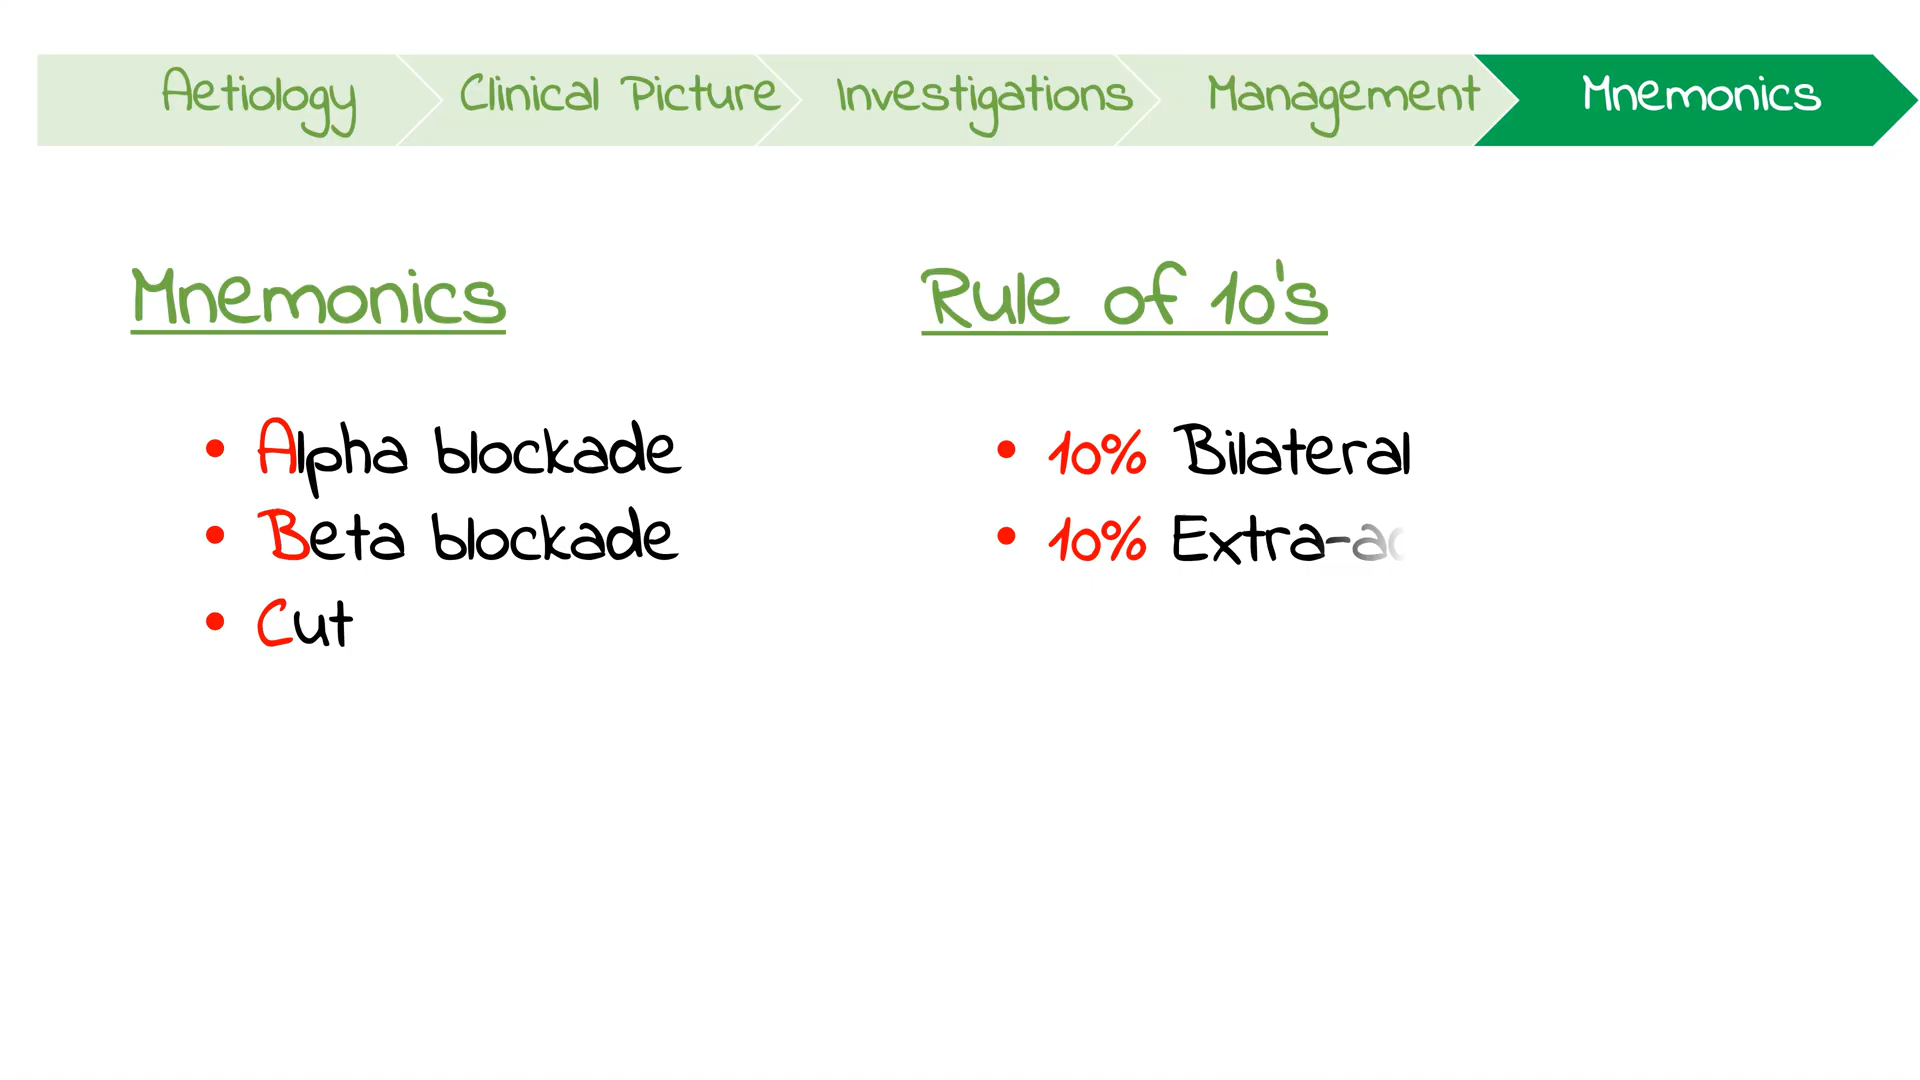 Aetiology
Clinical Picture
Investigations
Management
Mnemonics
Mnemonics
• Alpha blockade
• Beta blockade
• Cut
Rule of 10's
• 10% Bilateral
• 10% Extra-a